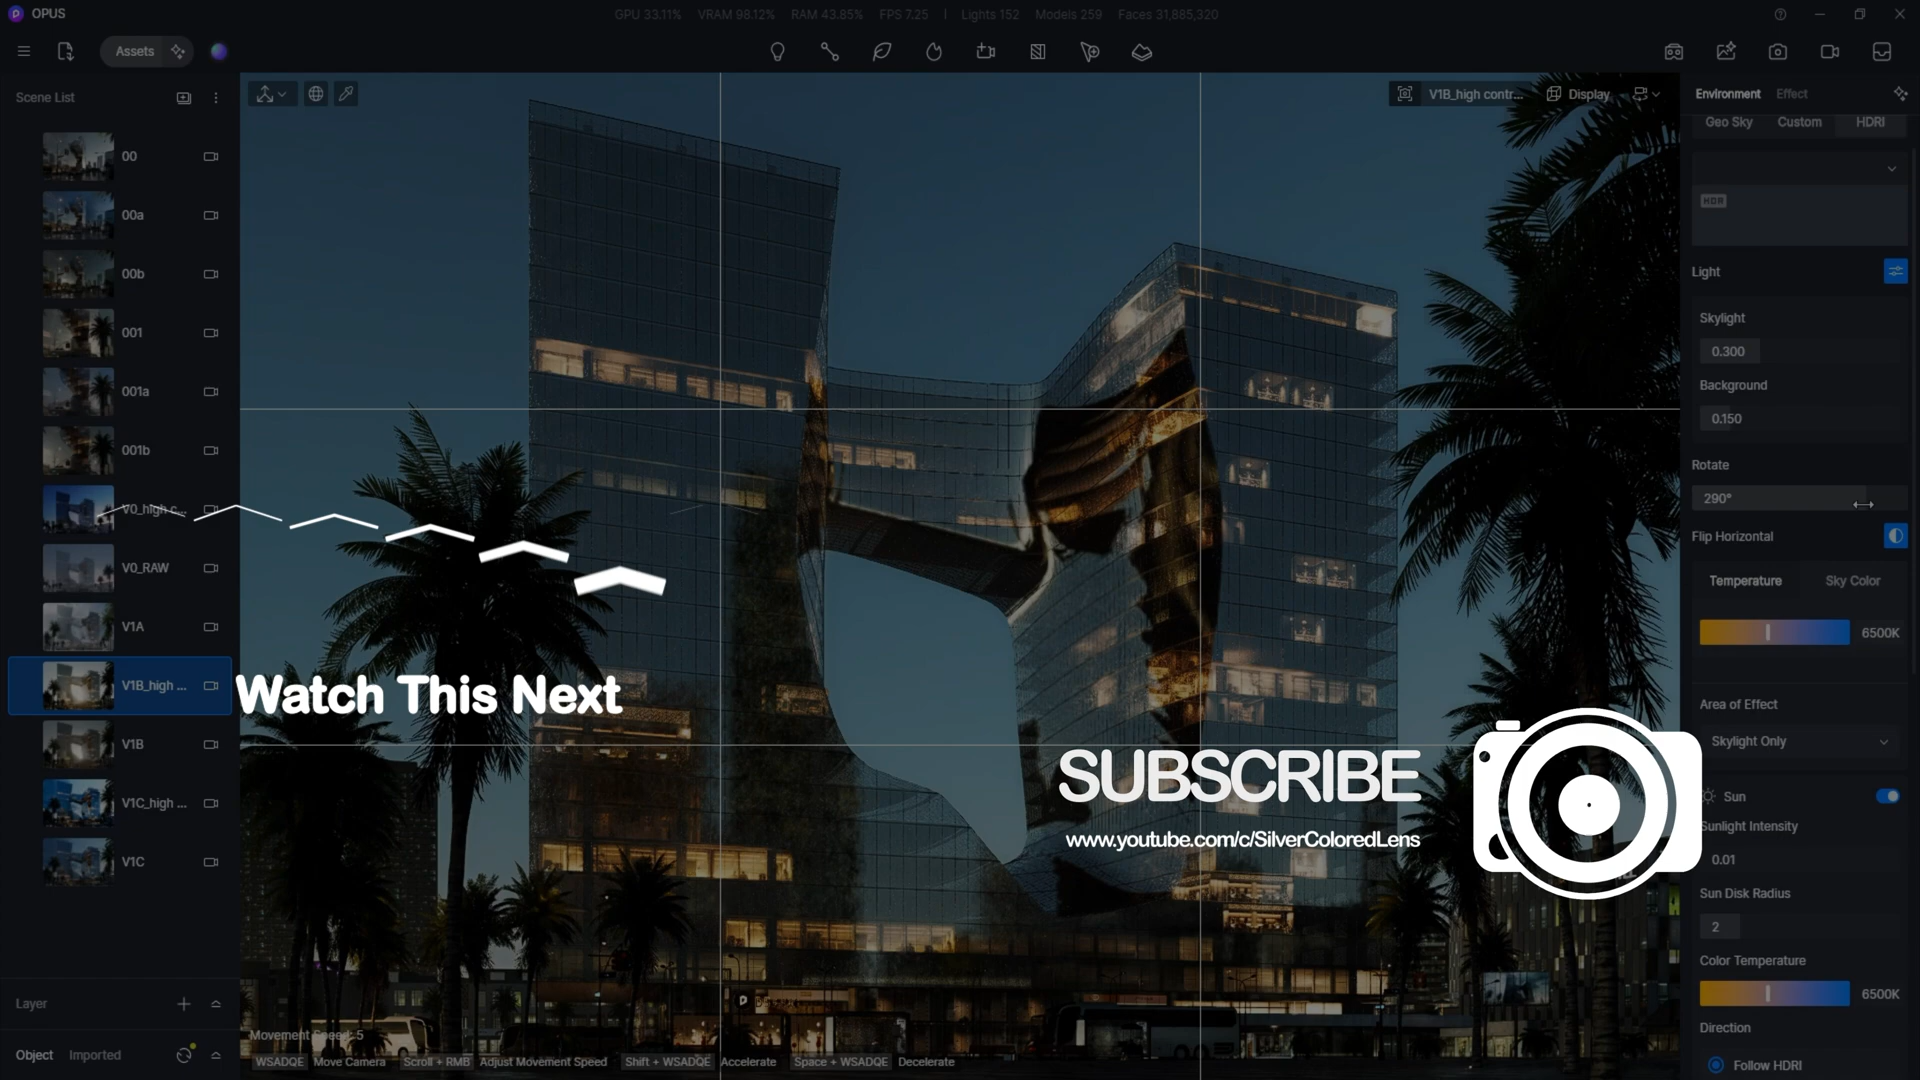 OPUS
GPU 33.11% VRAM 98.12% RAM 43.85% FPS 7.25 | Lights 152 Models 259 Faces 31,885,320
Assets
Scene List
00
00a
00b
001
001a
001b
V0_high c...
V0_RAW
V1A
V1B_high ...
V1B
V1C_high ...
V1C
Layer
Object Imported
V1B_high contr...
Display
Watch This Next
SUBSCRIBE
www.youtube.com/c/SilverColoredLens
Movement Speed: 5
WSADQE Move Camera Scroll + RMB Adjust Movement Speed Shift + WSADQE Accelerate Space + WSADQE Decelerate
Environment Effect
Geo Sky Custom HDRI
HDR
Light
Skylight
0.300
Background
0.150
Rotate
290°
Flip Horizontal
Temperature Sky Color
6500K
Area of Effect
Skylight Only
Sun
Sunlight Intensity
0.01
Sun Disk Radius
2
Color Temperature
6500K
Direction
Follow HDRI